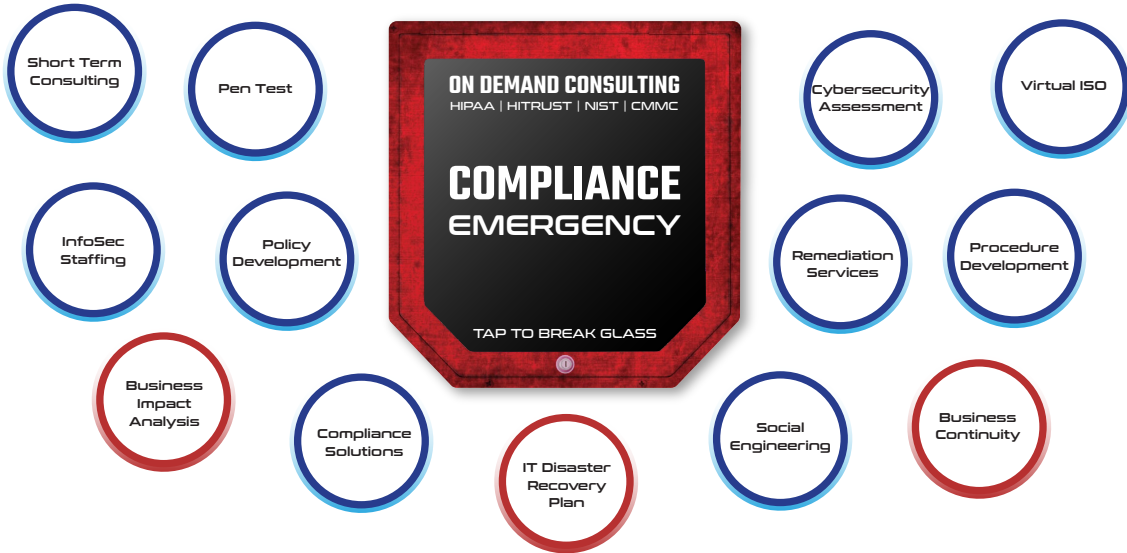 Short Term
Consulting
Pen Test
ON DEMAND CONSULTING
HIPAA | HITRUST | NIST | CMMC
COMPLIANCE
EMERGENCY
TAP TO BREAK GLASS
Cybersecurity
Assessment
Virtual ISO
InfoSec
Staffing
Policy
Development
Remediation
Services
Procedure
Development
Business
Impact
Analysis
Compliance
Solutions
IT Disaster
Recovery
Plan
Social
Engineering
Business
Continuity